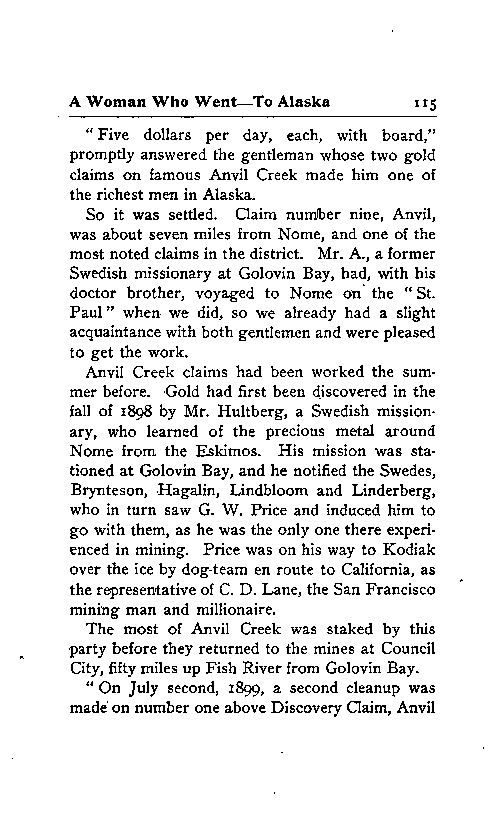 A Woman Who Went—To Alaska 115
“ Five dollars per day, each, with board,”
promptly answered the gentleman whose two gold
claims on famous Anvil Creek made him one of
the richest men in Alaska.
So it was settled. Claim number nine, Anvil,
was about seven miles from Nome, and one of the
most noted claims in the district. Mr. A., a former
Swedish missionary at Golovin Bay, had, with his
doctor brother, voyaged to Nome on the “ St.
Paul ” when we did, so we already had a slight
acquaintance with both gentlemen and were pleased
to get the work.
Anvil Creek claims had been worked the sum-
mer before. Gold had first been discovered in the
fall of 1898 by Mr. Hultberg, a Swedish mission-
ary, who learned of the precious metal around
Nome from the Eskimos. His mission was sta-
tioned at Golovin Bay, and he notified the Swedes,
Brynteson, Hagalin, Lindbloom and Linderberg,
who in turn saw G. W. Price and induced him to
go with them, as he was the only one there experi-
enced in mining. Price was on his way to Kodiak
over the ice by dog-team en route to California, as
the representative of C. D. Lane, the San Francisco
mining man and millionaire.
The most of Anvil Creek was staked by this
party before they returned to the mines at Council
City, fifty miles up Fish River from Golovin Bay.
“ On July second, 1899, a second cleanup was
made on number one above Discovery Claim, Anvil